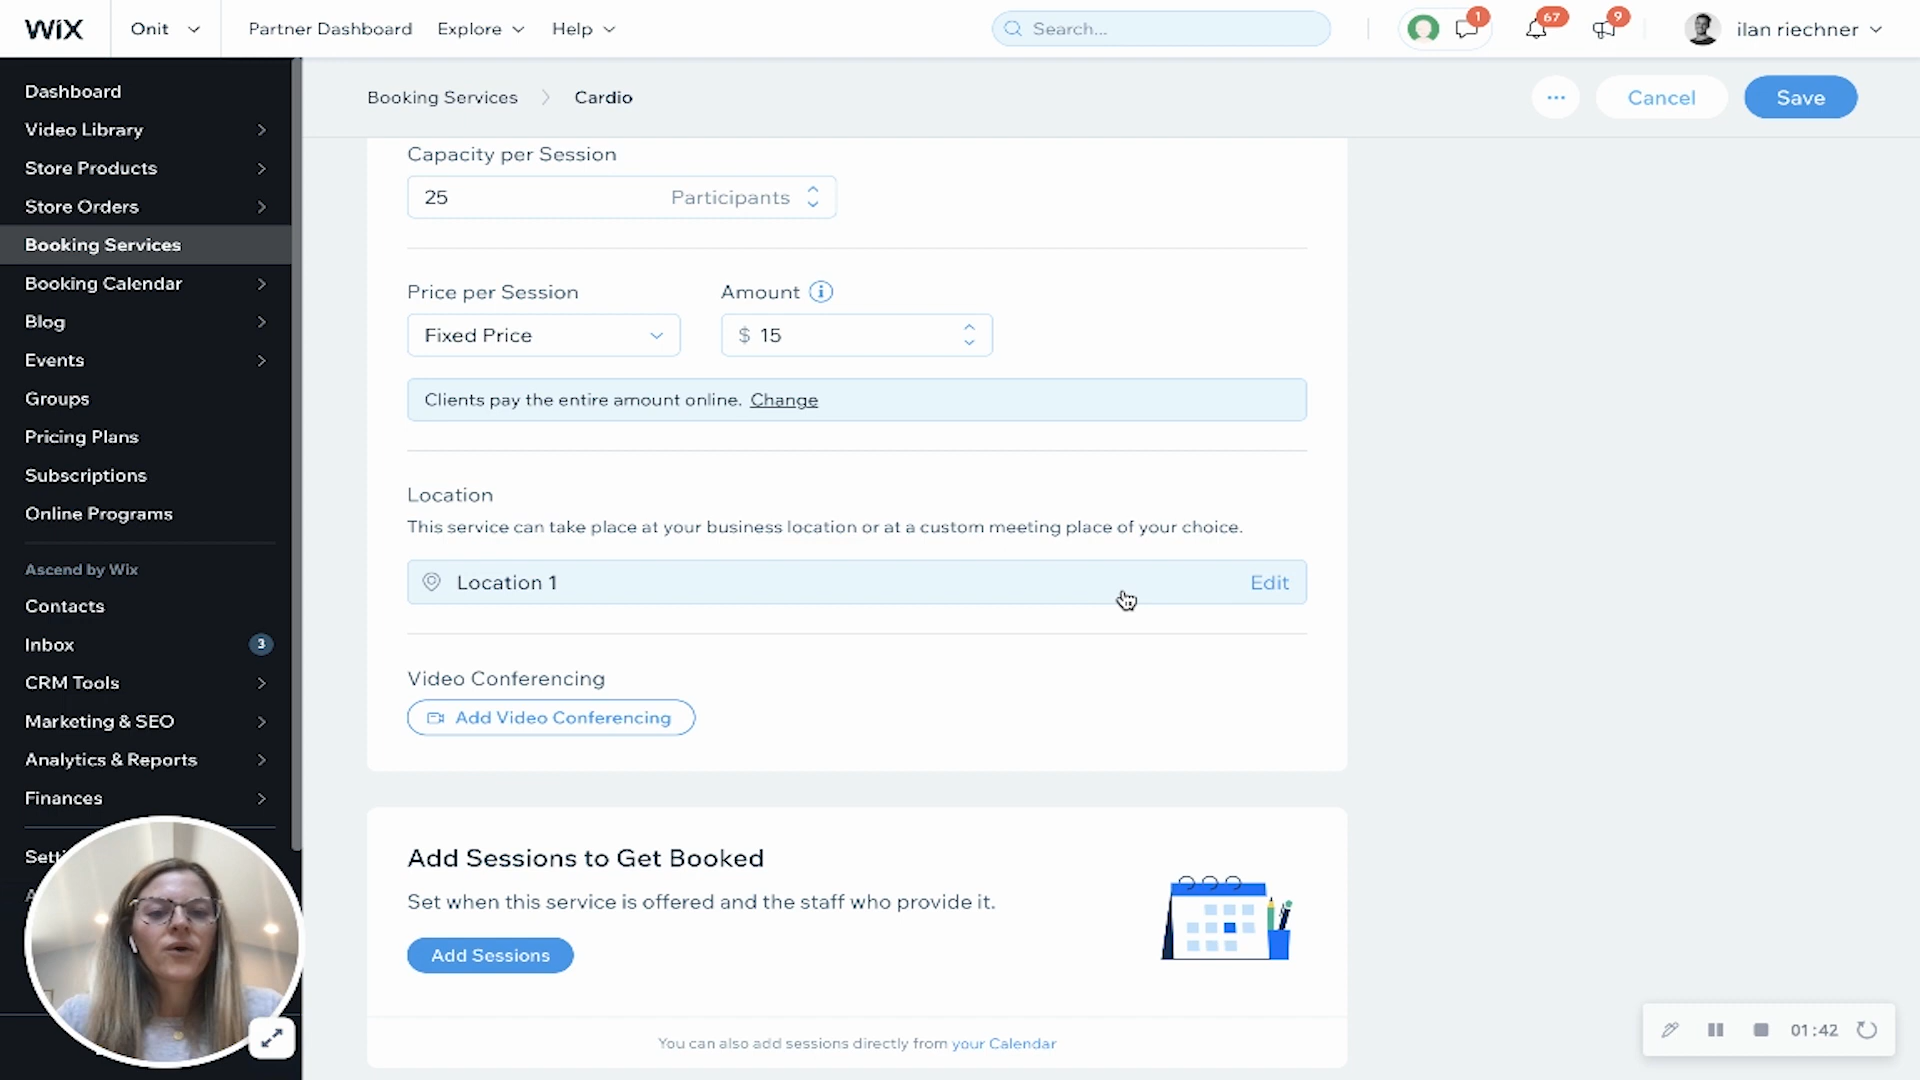 WiX
Onit
Partner Dashboard
Explore
Help
Search...
1
67
9
ilan riechner
Dashboard
Video Library
Store Products
Store Orders
Booking Services
Booking Calendar
Blog
Events
Groups
Pricing Plans
Subscriptions
Online Programs
Ascend by Wix
Contacts
Inbox 3
CRM Tools
Marketing & SEO
Analytics & Reports
Finances
Booking Services > Cardio
... Cancel Save
Capacity per Session
25 Participants
Price per Session Amount
Fixed Price $ 15
Clients pay the entire amount online. Change
Location
This service can take place at your business location or at a custom meeting place of your choice.
Location 1 Edit
Video Conferencing
Add Video Conferencing
Add Sessions to Get Booked
Set when this service is offered and the staff who provide it.
Add Sessions
You can also add sessions directly from your Calendar
01:42